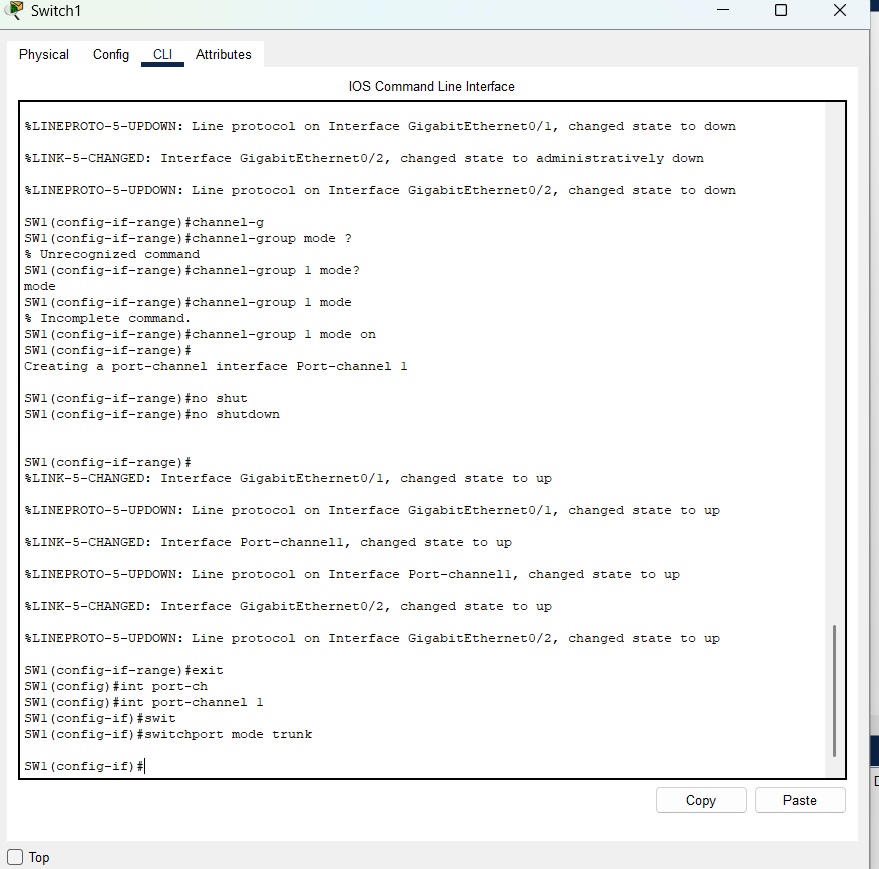 Switch1
Physical Config CLI Attributes
IOS Command Line Interface
%LINEPROTO-5-UPDOWN: Line protocol on Interface GigabitEthernet0/1, changed state to down
%LINK-5-CHANGED: Interface GigabitEthernet0/2, changed state to administratively down
%LINEPROTO-5-UPDOWN: Line protocol on Interface GigabitEthernet0/2, changed state to down
SW1(config-if-range)#channel-g
SW1(config-if-range)#channel-group mode ?
% Unrecognized command
SW1(config-if-range)#channel-group 1 mode?
mode
SW1(config-if-range)#channel-group 1 mode
% Incomplete command.
SW1(config-if-range)#channel-group 1 mode on
SW1(config-if-range)#
Creating a port-channel interface Port-channel 1
SW1(config-if-range)#no shut
SW1(config-if-range)#no shutdown
SW1(config-if-range)#
%LINK-5-CHANGED: Interface GigabitEthernet0/1, changed state to up
%LINEPROTO-5-UPDOWN: Line protocol on Interface GigabitEthernet0/1, changed state to up
%LINK-5-CHANGED: Interface Port-channel1, changed state to up
%LINEPROTO-5-UPDOWN: Line protocol on Interface Port-channel1, changed state to up
%LINK-5-CHANGED: Interface GigabitEthernet0/2, changed state to up
%LINEPROTO-5-UPDOWN: Line protocol on Interface GigabitEthernet0/2, changed state to up
SW1(config-if-range)#exit
SW1(config)#int port-ch
SW1(config)#int port-channel 1
SW1(config-if)#swit
SW1(config-if)#switchport mode trunk
SW1(config-if)#
Copy Paste
Top